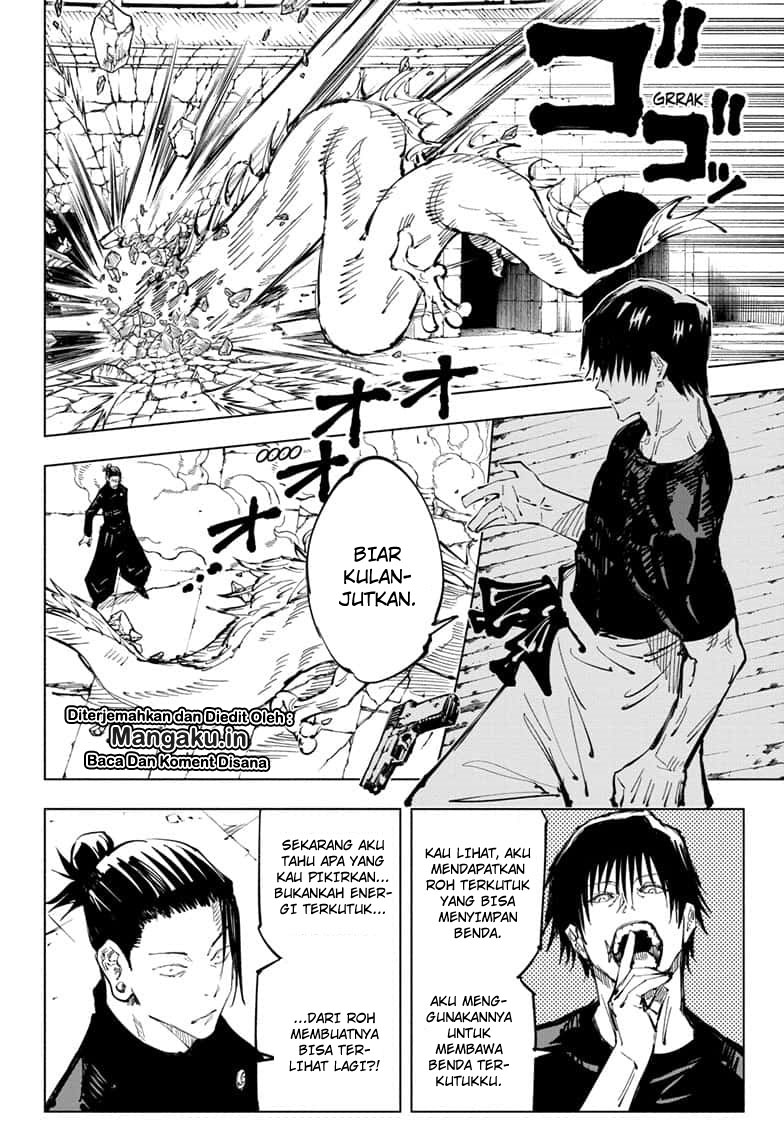 ゴゴゴン
GRRAK
オオオオ...
OOOO
BIAR
KULAN-
JUTKAN.
Diterjemahkan dan Diedit Oleh:
Mangaku.in
Baca Dan Koment Disana
KAU LIHAT, AKU
MENDAPATKAN
ROH TERKUTUK
YANG BISA
MENYIMPAN
BENDA.
AKU MENG-
GUNAKANNYA
UNTUK
MEMBAWA
BENDA TER-
KUTUKKU.
SEKARANG AKU
TAHU APA YANG
KAU PIKIRKAN...
BUKANKAH ENER-
GI TERKUTUK...
...DARI ROH
MEMBUATNYA
BISA TER-
LIHAT LAGI?!